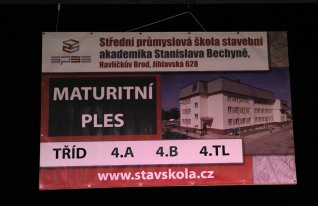 SPSS
Střední průmyslová škola stavební
akademika Stanislava Bechyně,
Havlíčkův Brod, Jihlavská 628
MATURITNÍ
PLES
TŘÍD 4.A 4.B 4.TL
www.stavskola.cz